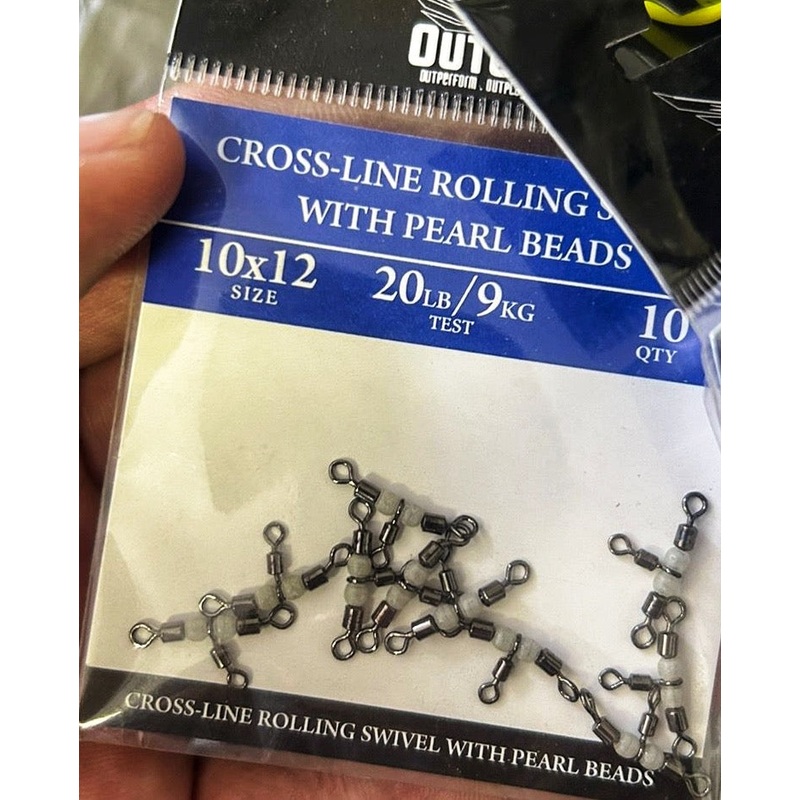 OUT
OUTPERFORM . OUTPL
CROSS-LINE ROLLING S
WITH PEARL BEADS
10x12
SIZE
20LB/9KG
TEST
10
QTY
CROSS-LINE ROLLING SWIVEL WITH PEARL BEADS